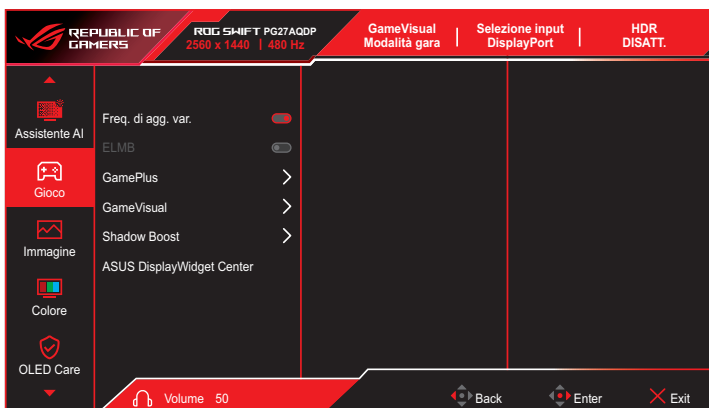 REPUBLIC OF
GAMERS
ROG SWIFT PG27AQDP
2560 x 1440 | 480 Hz
GameVisual
Modalità gara
Selezione input
DisplayPort
HDR
DISATT.
Assistente AI
Gioco
Immagine
Colore
OLED Care
Freq. di agg. var.
ELMB
GamePlus
GameVisual
Shadow Boost
ASUS DisplayWidget Center
Volume 50
Back
Enter
Exit